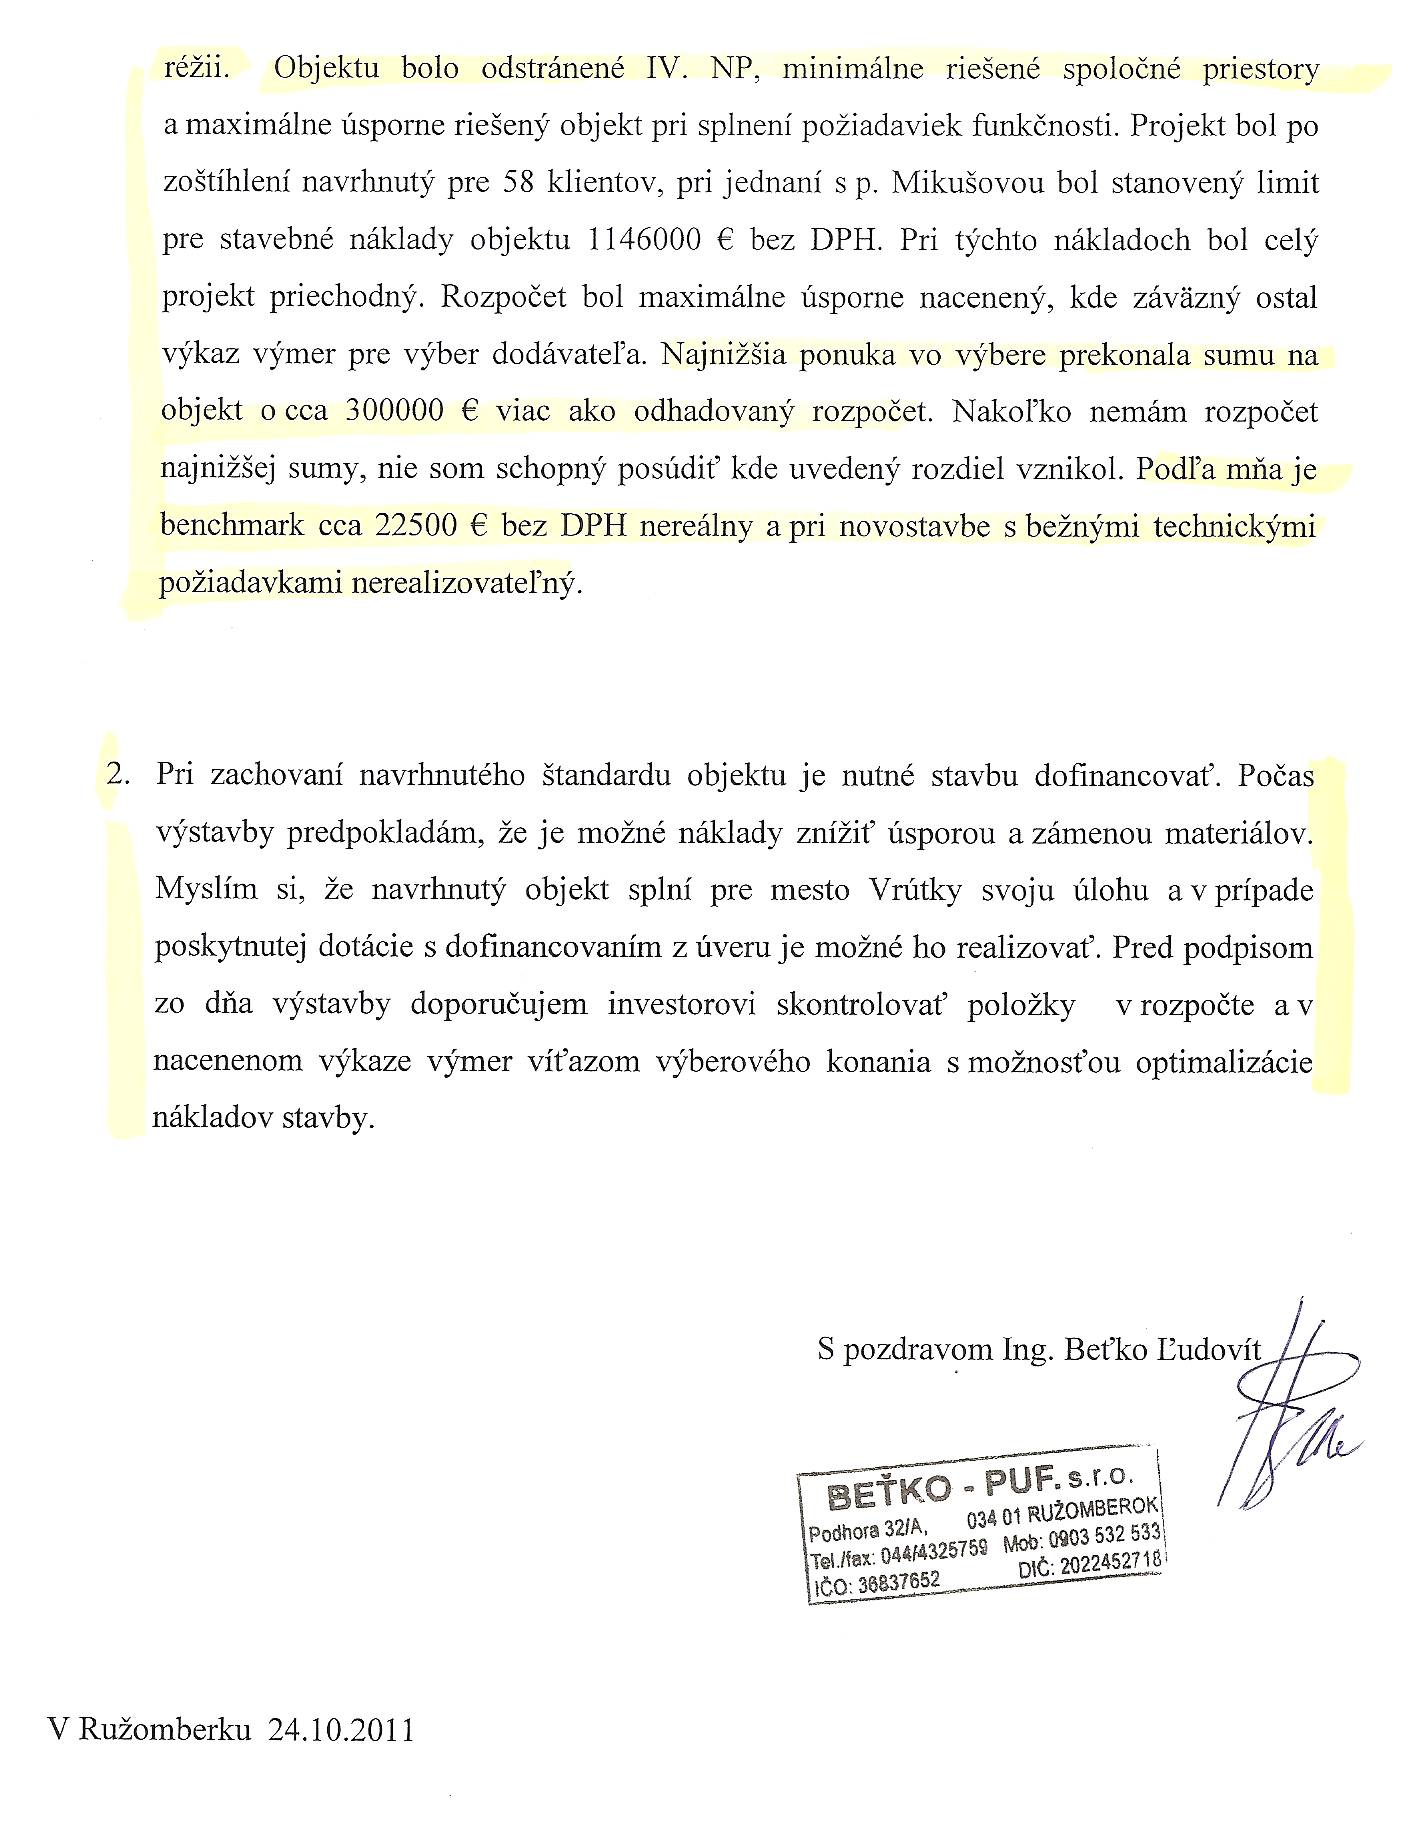 réžii. Objektu bolo odstránené IV. NP, minimálne riešené spoločné priestory
a maximálne úsporne riešený objekt pri splnení požiadaviek funkčnosti. Projekt bol po
zoštíhlení navrhnutý pre 58 klientov, pri jednaní s p. Mikušovou bol stanovený limit
pre stavebné náklady objektu 1146000 € bez DPH. Pri týchto nákladoch bol celý
projekt priechodný. Rozpočet bol maximálne úsporne nacenený, kde záväzný ostal
výkaz výmer pre výber dodávateľa. Najnižšia ponuka vo výbere prekonala sumu na
objekt o cca 300000 € viac ako odhadovaný rozpočet. Nakoľko nemám rozpočet
najnižšej sumy, nie som schopný posúdiť kde uvedený rozdiel vznikol. Podľa mňa je
benchmark cca 22500 € bez DPH nereálny a pri novostavbe s bežnými technickými
požiadavkami nerealizovateľný.
2. Pri zachovaní navrhnutého štandardu objektu je nutné stavbu dofinancovať. Počas
výstavby predpokladám, že je možné náklady znížiť úsporou a zámenou materiálov.
Myslím si, že navrhnutý objekt splní pre mesto Vrútky svoju úlohu a v prípade
poskytnutej dotácie s dofinancovaním z úveru je možné ho realizovať. Pred podpisom
zo dňa výstavby doporučujem investorovi skontrolovať položky v rozpočte a v
nacenenom výkaze výmer víťazom výberového konania s možnosťou optimalizácie
nákladov stavby.
S pozdravom Ing. Beťko Ľudovít
BEŤKO - PUF. s.r.o.
Podhora 32/A, 034 01 RUŽOMBEROK
Tel./fax: 044/4325759 Mob: 0903 532 533
IČO: 36837652 DIČ: 2022452718
V Ružomberku 24.10.2011